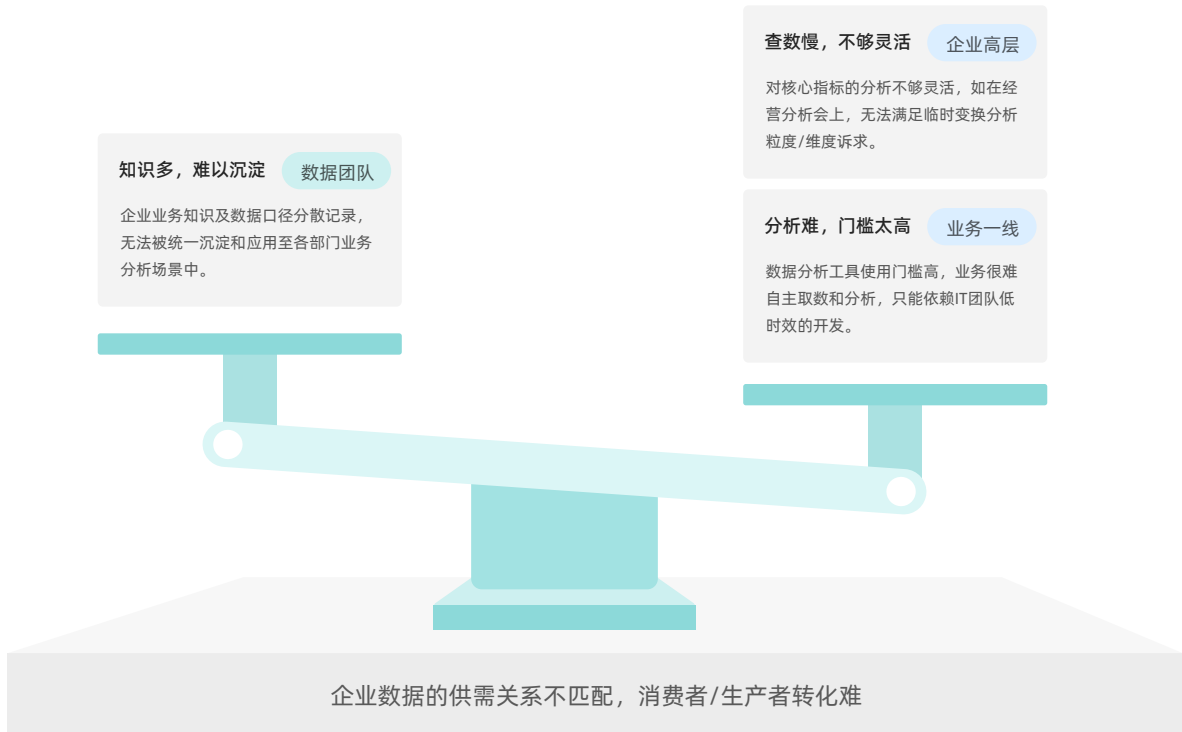 知识多，难以沉淀
数据团队
企业业务知识及数据口径分散记录，
无法被统一沉淀和应用至各部门业务
分析场景中。
查数慢，不够灵活
企业高层
对核心指标的分析不够灵活，如在经
营分析会上，无法满足临时变换分析
粒度/维度诉求。
分析难，门槛太高
业务一线
数据分析工具使用门槛高，业务很难
自主取数和分析，只能依赖IT团队低
时效的开发。
企业数据的供需关系不匹配，消费者/生产者转化难